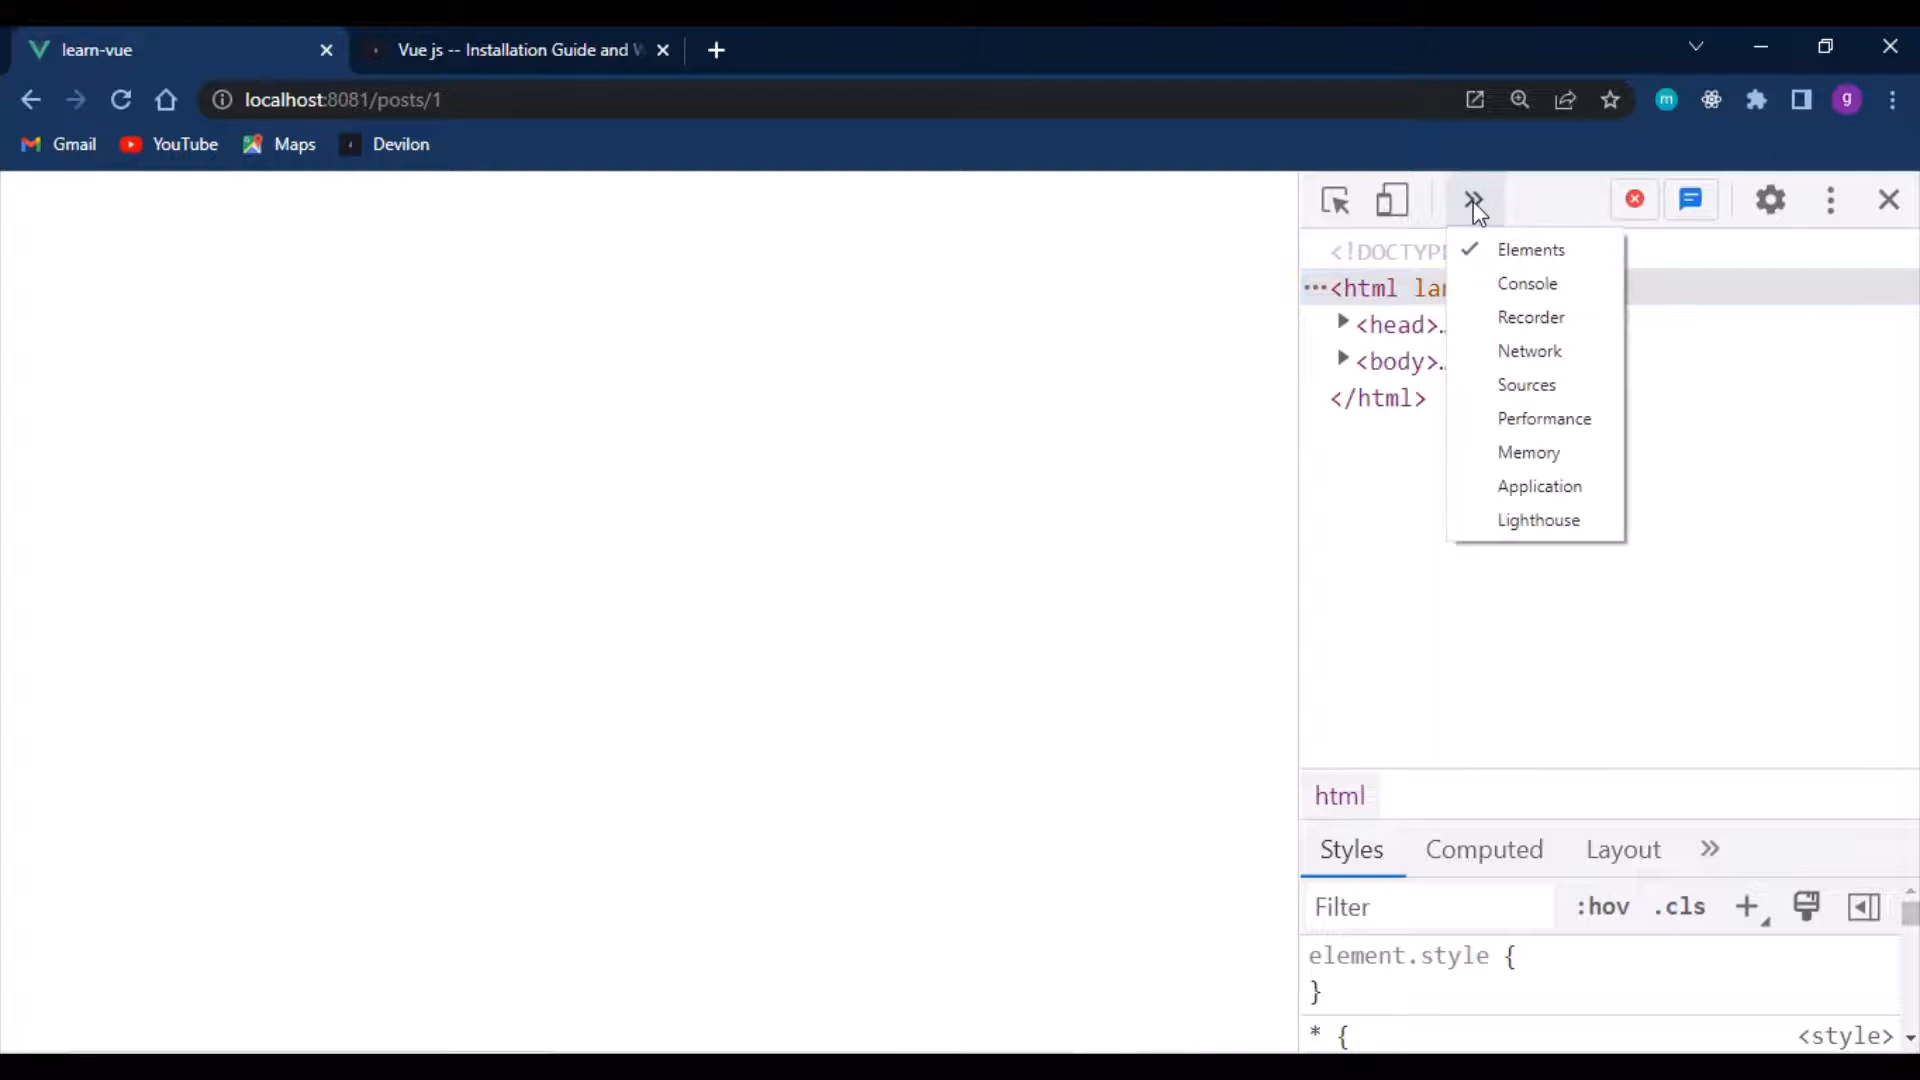 learn-vue
Vue js -- Installation Guide and
localhost:8081/posts/1
m
g
Gmail
YouTube
Maps
Devilon
<!DOCTYP
<html lan
<head>…
<body>…
</html>
Elements
Console
Recorder
Network
Sources
Performance
Memory
Application
Lighthouse
html
Styles
Computed
Layout
Filter
:hov
.cls
element.style {
}
* {
<style>